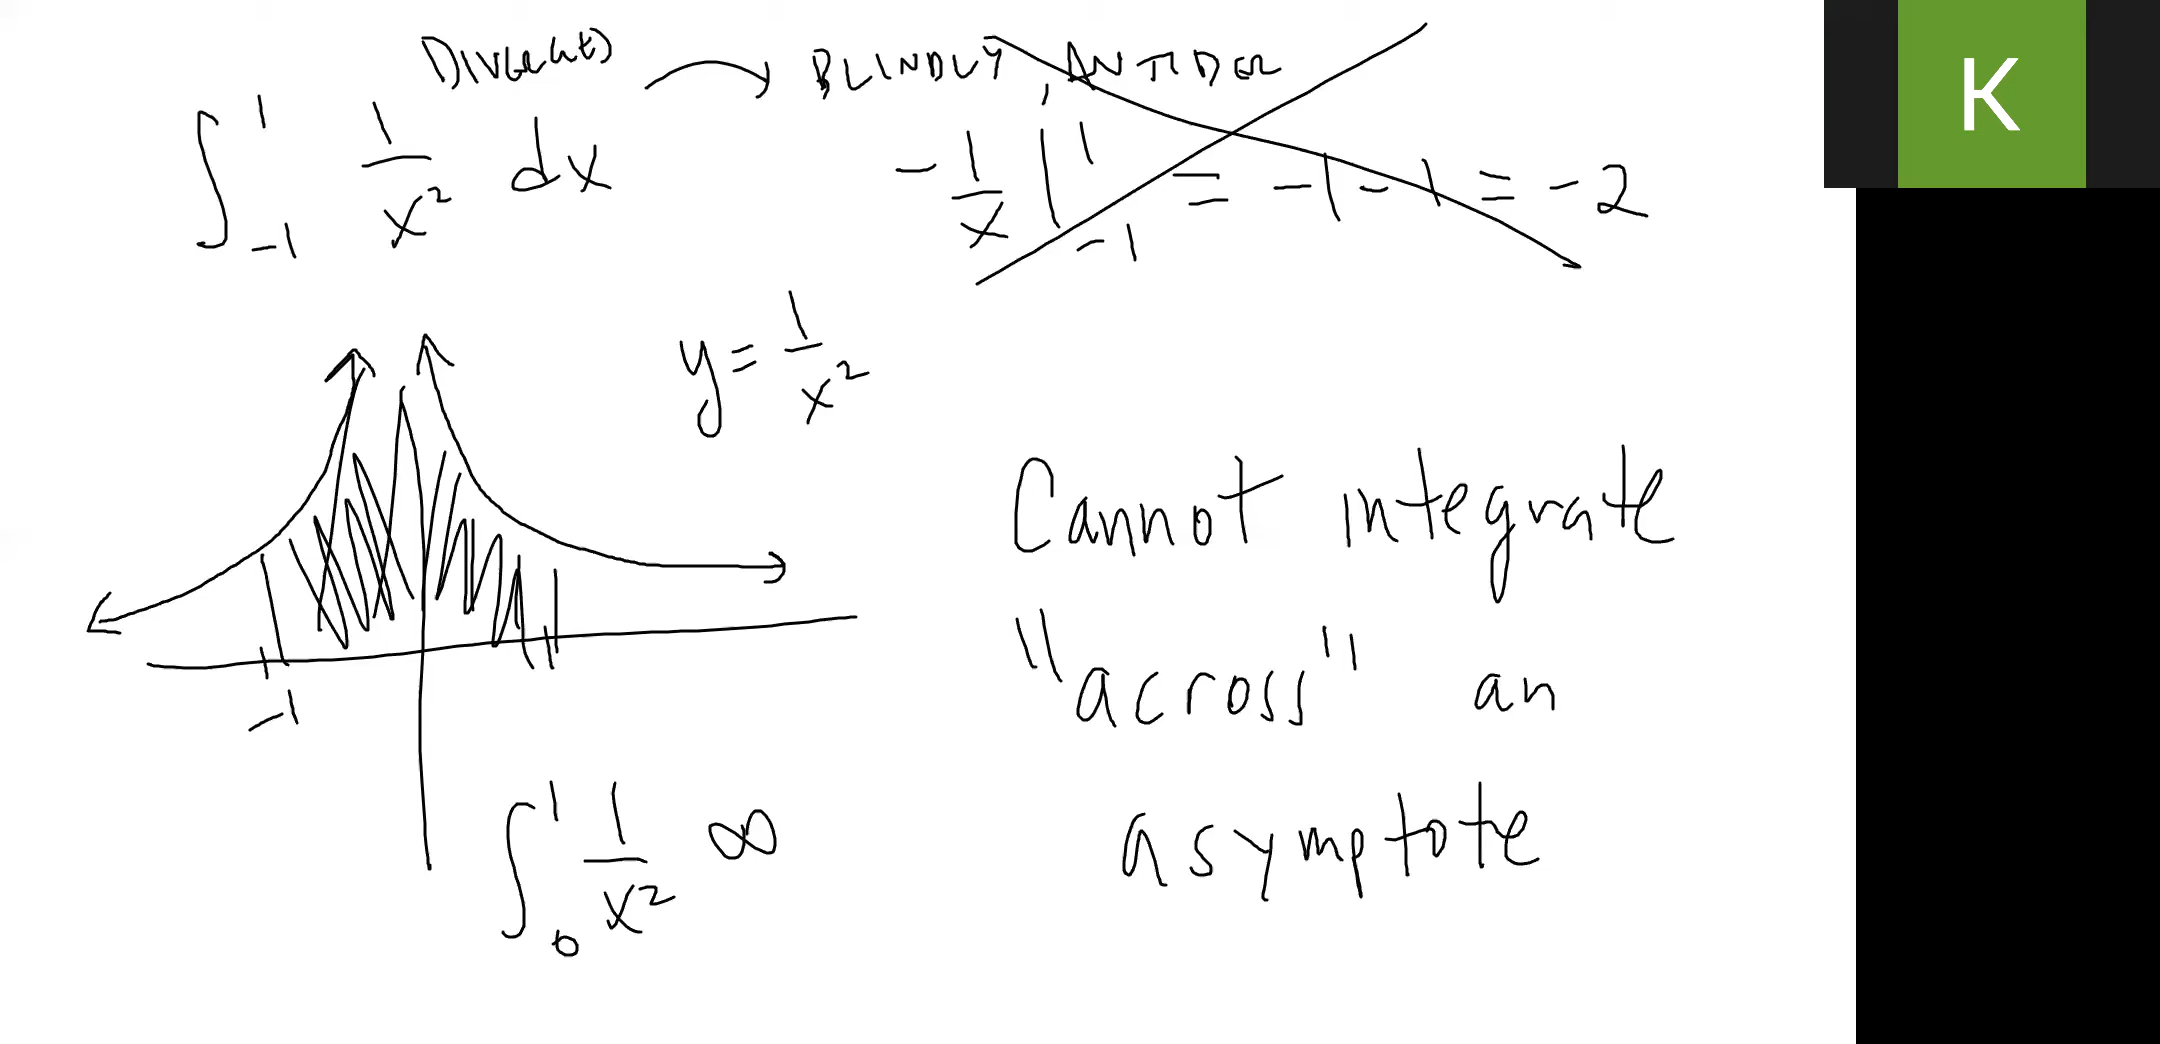 DIVERGES → BLINDLY ANTIDER
∫_{-1}^{1} 1/x² dx
-1/x |_{-1}^{1} = -1 - 1 = -2
y = 1/x²
Cannot integrate
"across" an
asymptote
-1
1
∫_0^1 1/x² ∞
K